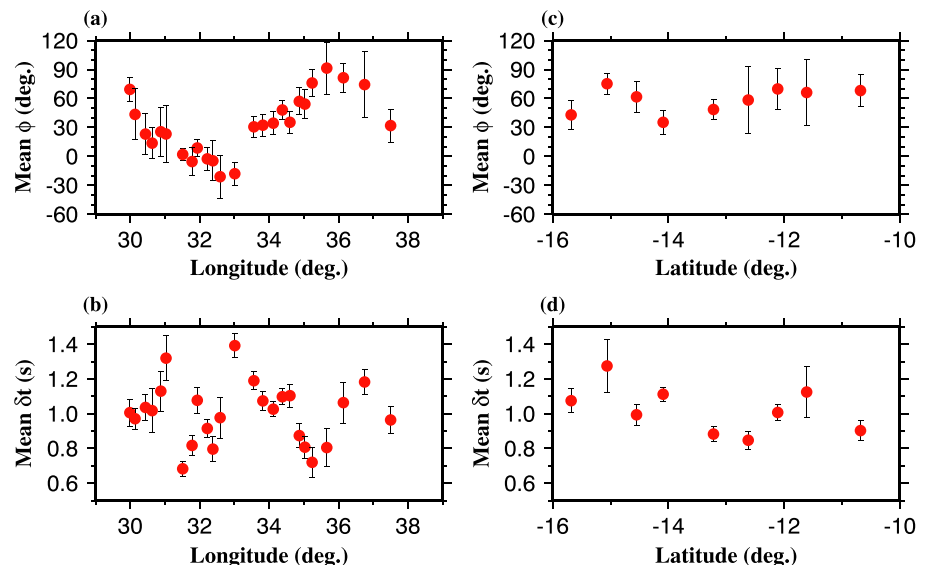 (a)
Mean ϕ (deg.)
120
90
60
30
0
-30
-60
30 32 34 36 38
Longitude (deg.)
(c)
Mean ϕ (deg.)
120
90
60
30
0
-30
-60
-16 -14 -12 -10
Latitude (deg.)
(b)
Mean δt (s)
1.4
1.2
1.0
0.8
0.6
30 32 34 36 38
Longitude (deg.)
(d)
Mean δt (s)
1.4
1.2
1.0
0.8
0.6
-16 -14 -12 -10
Latitude (deg.)